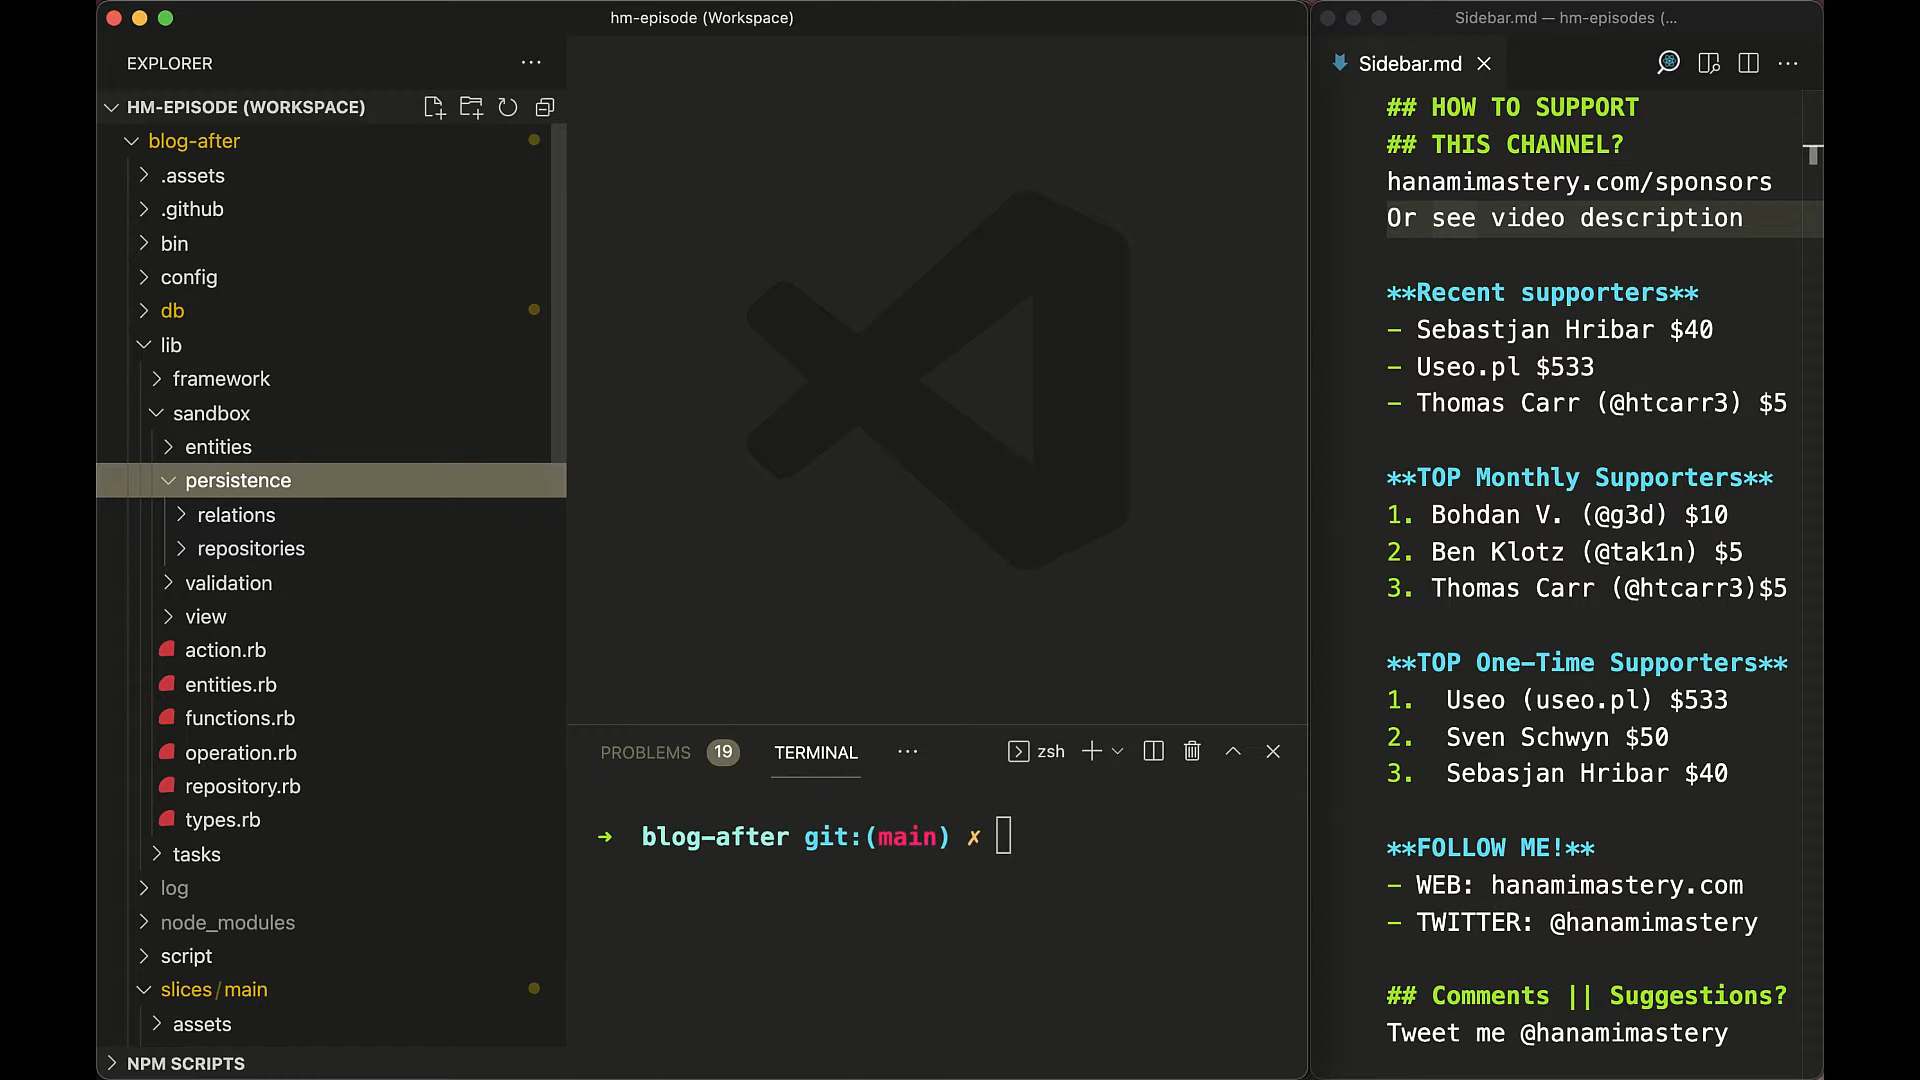 hm-episode (Workspace)
EXPLORER
HM-EPISODE (WORKSPACE)
blog-after
.assets
.github
bin
config
db
lib
framework
sandbox
entities
persistence
relations
repositories
validation
view
action.rb
entities.rb
functions.rb
operation.rb
repository.rb
types.rb
tasks
log
node_modules
script
slices/main
assets
NPM SCRIPTS
PROBLEMS 19 TERMINAL ... zsh
➜ blog-after git:(main) ✗
Sidebar.md — hm-episodes (...
Sidebar.md
## HOW TO SUPPORT
## THIS CHANNEL?
hanamimastery.com/sponsors
Or see video description
**Recent supporters**
- Sebastjan Hribar $40
- Useo.pl $533
- Thomas Carr (@htcarr3) $5
**TOP Monthly Supporters**
1. Bohdan V. (@g3d) $10
2. Ben Klotz (@tak1n) $5
3. Thomas Carr (@htcarr3)$5
**TOP One-Time Supporters**
1. Useo (useo.pl) $533
2. Sven Schwyn $50
3. Sebasjan Hribar $40
**FOLLOW ME!**
- WEB: hanamimastery.com
- TWITTER: @hanamimastery
## Comments || Suggestions?
Tweet me @hanamimastery